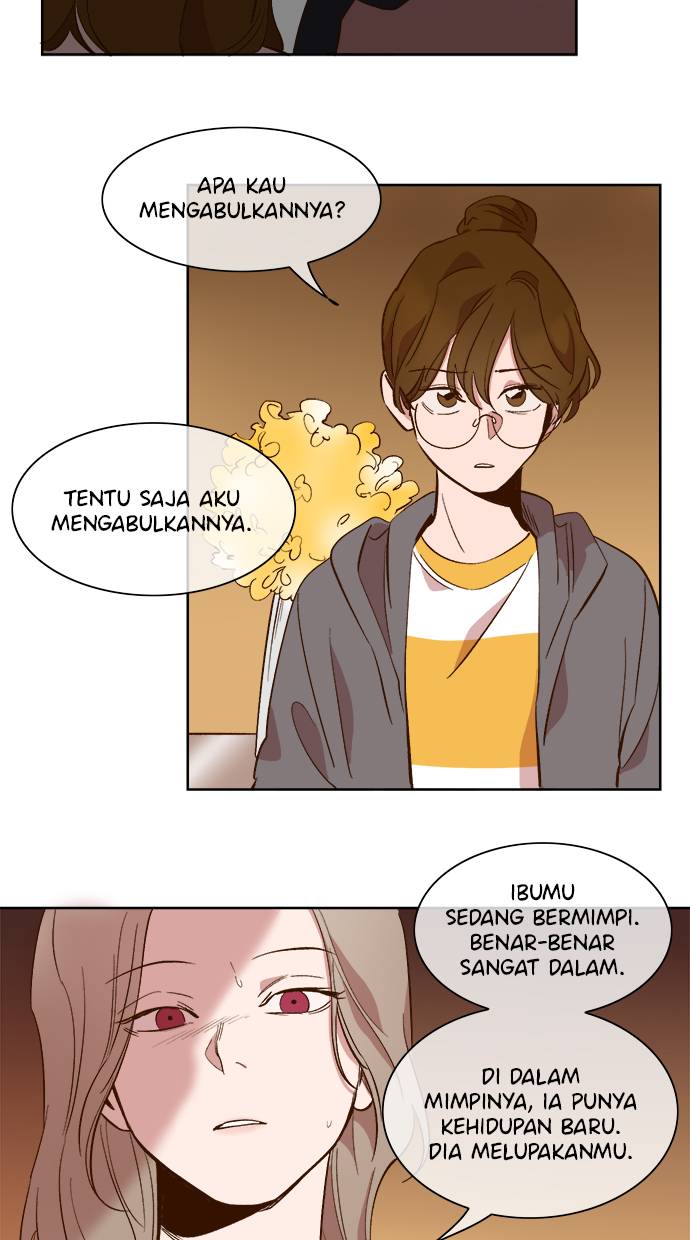 APA KAU
MENGABULKANNYA?
TENTU SAJA AKU
MENGABULKANNYA.
IBUMU
SEDANG BERMIMPI.
BENAR-BENAR
SANGAT DALAM.
DI DALAM
MIMPINYA, IA PUNYA
KEHIDUPAN BARU.
DIA MELUPAKANMU.